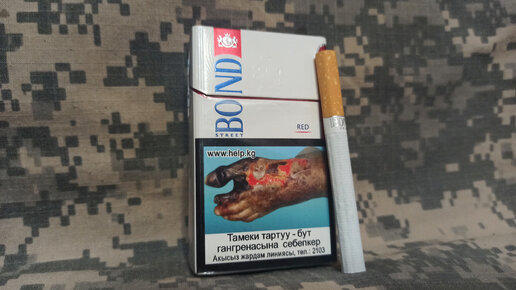 BOND
STREET
RED
www.help.kg
Тамеки тартуу - бут
гангренасына себепкер
Акысыз жардам линиясы, тел.: 2103